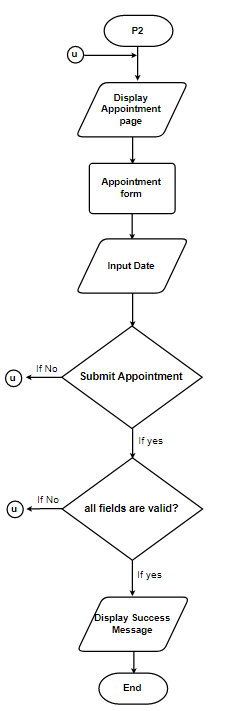 P2
u
Display
Appointment
page
Appointment
form
Input Date
If No
Submit Appointment
u
If yes
If No
all fields are valid?
u
If yes
Display Success
Message
End